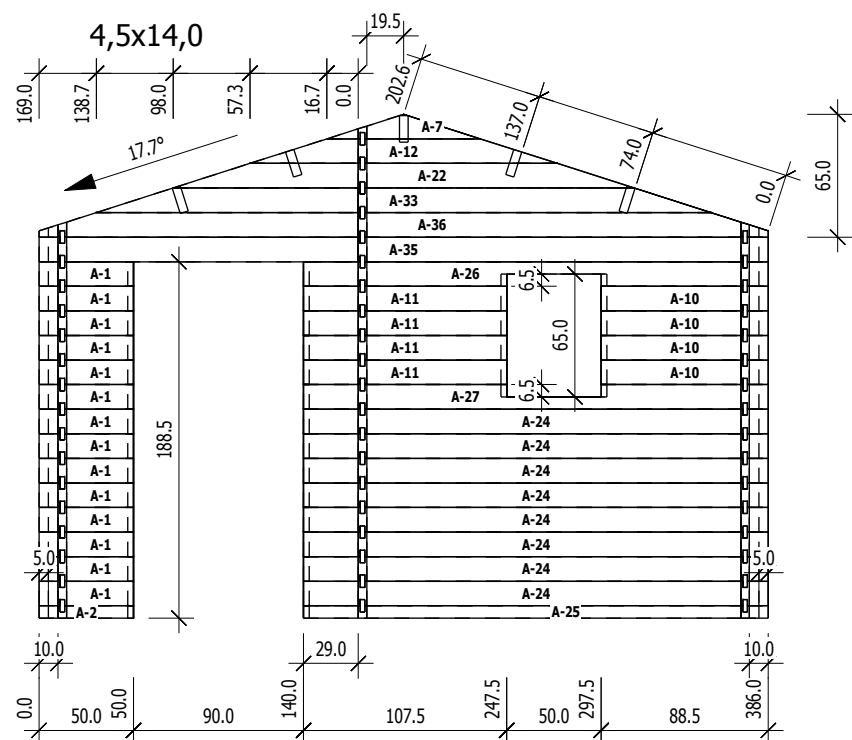 4,5x14,0
19.5
169.0
138.7
98.0
57.3
16.7
0.0
202.6
137.0
74.0
0.0
65.0
17.7°
A-7
A-12
A-22
A-33
A-36
A-35
A-1
A-26
A-1
A-11
A-10
A-1
A-11
A-10
A-1
A-11
A-10
A-1
A-11
A-10
6.5
65.0
6.5
A-1
A-27
A-1
A-24
A-1
A-24
A-1
A-24
A-1
A-24
A-1
A-24
A-1
A-24
A-1
A-24
A-1
A-24
A-2
A-25
188.5
5.0
5.0
10.0
29.0
10.0
0.0
50.0
50.0
90.0
140.0
107.5
247.5
50.0
297.5
88.5
386.0